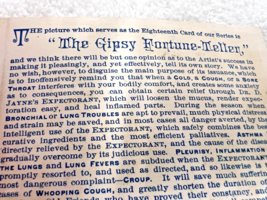 THE picture which serves as the Eighteenth Card of our Series is
"The Gipsy Fortune-Teller,"
and we think there will be but one opinion as to the Artist's success in
making it pleasingly, and yet effectively, tell its own story. We have
no wish, however, to disguise the main purpose of its issuance, which
is to inoffensively remind you that when a COLD, a COUGH, or a SORE
THROAT interferes with your bodily comfort, and creates some anxiety
as to consequences, you can obtain certain relief through DR. D.
JAYNE'S EXPECTORANT, which will loosen the mucus, render expec-
toration easy, and heal inflamed parts. During the season when
BRONCHIAL OR LUNG TROUBLES are apt to prevail, much physical distress
and strain may be saved, and in most cases all danger averted, by the
intelligent use of the EXPECTORANT, which safely combines the best
curative ingredients and the most efficient palliatives. ASTHMA
directly relieved by the EXPECTORANT, and the cause of the disease
gradually overcome by its judicious use. PLEURISY, INFLAMMATION
THE LUNGS AND LUNG FEVERS are subdued when the EXPECTORANT
promptly resorted to, and used as directed, and so likewise is
most dangerous complaint—CROUP. It will save much suffering
cases of WHOOPING COUGH, and greatly shorten the duration of
Friends who have proved their constancy, and